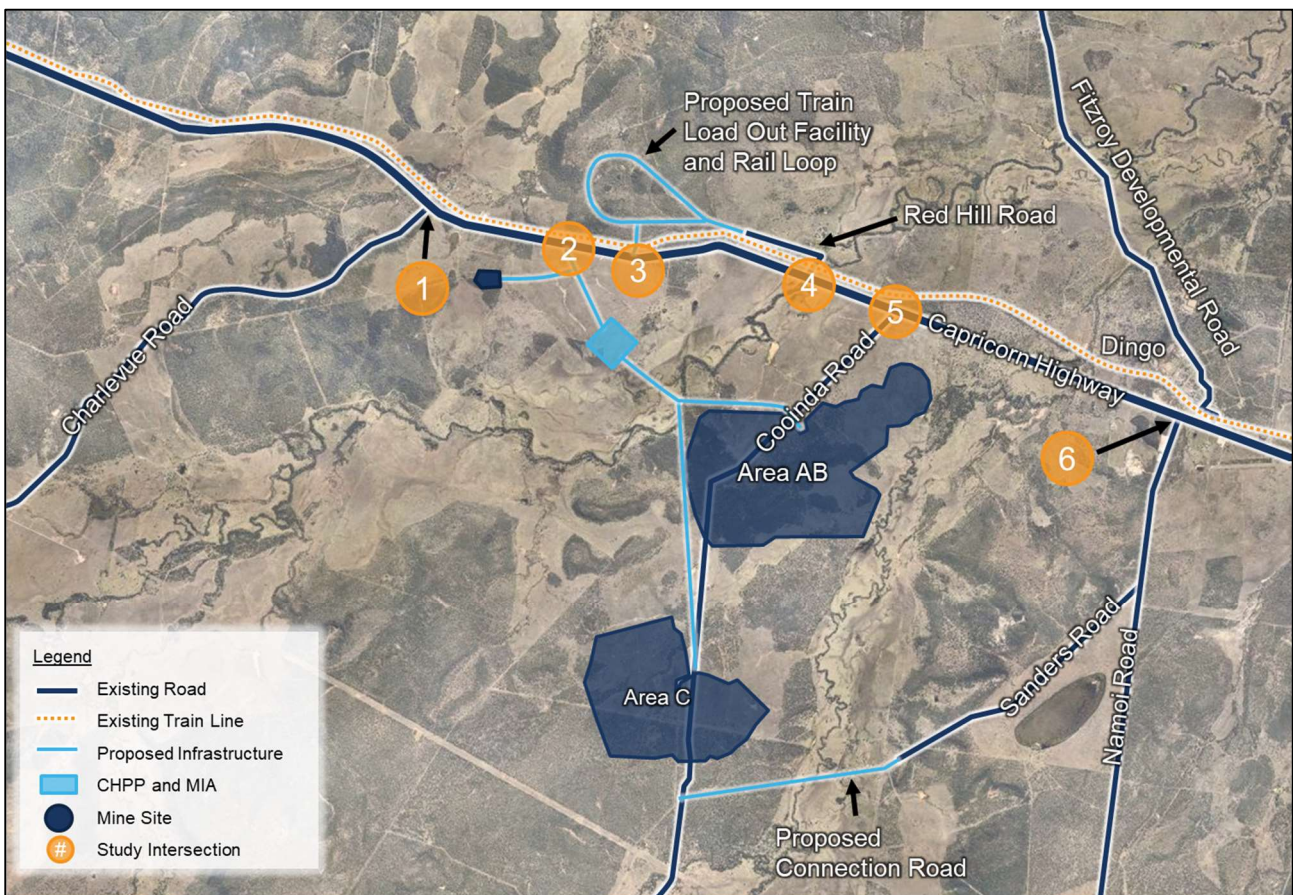 Proposed Train
Load Out Facility
and Rail Loop
Fitzroy Developmental Road
Red Hill Road
1
2
3
4
5
Charlevue Road
Capricorn Highway
Dingo
Cooinda Road
6
Area AB
Area C
Sanders Road
Namoi Road
Proposed
Connection Road
Legend
Existing Road
Existing Train Line
Proposed Infrastructure
CHPP and MIA
Mine Site
# Study Intersection